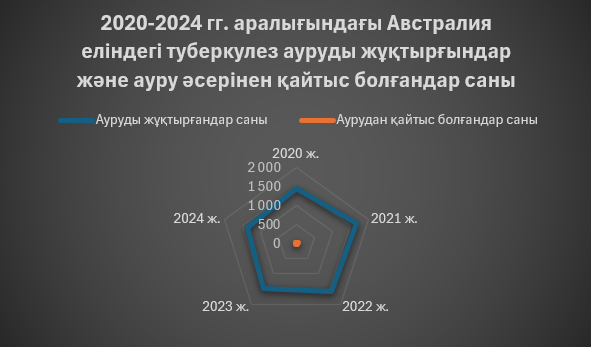 2020-2024 гг. аралығындағы Австралия
еліндегі туберкулез ауруды жұқтырғындар
және ауру әсерінен қайтыс болғандар саны
Ауруды жұқтырғандар саны
Аурудан қайтыс болғандар саны
2020 ж.
2 000
1 500
1 000
500
0
2024 ж.
2021 ж.
2023 ж.
2022 ж.